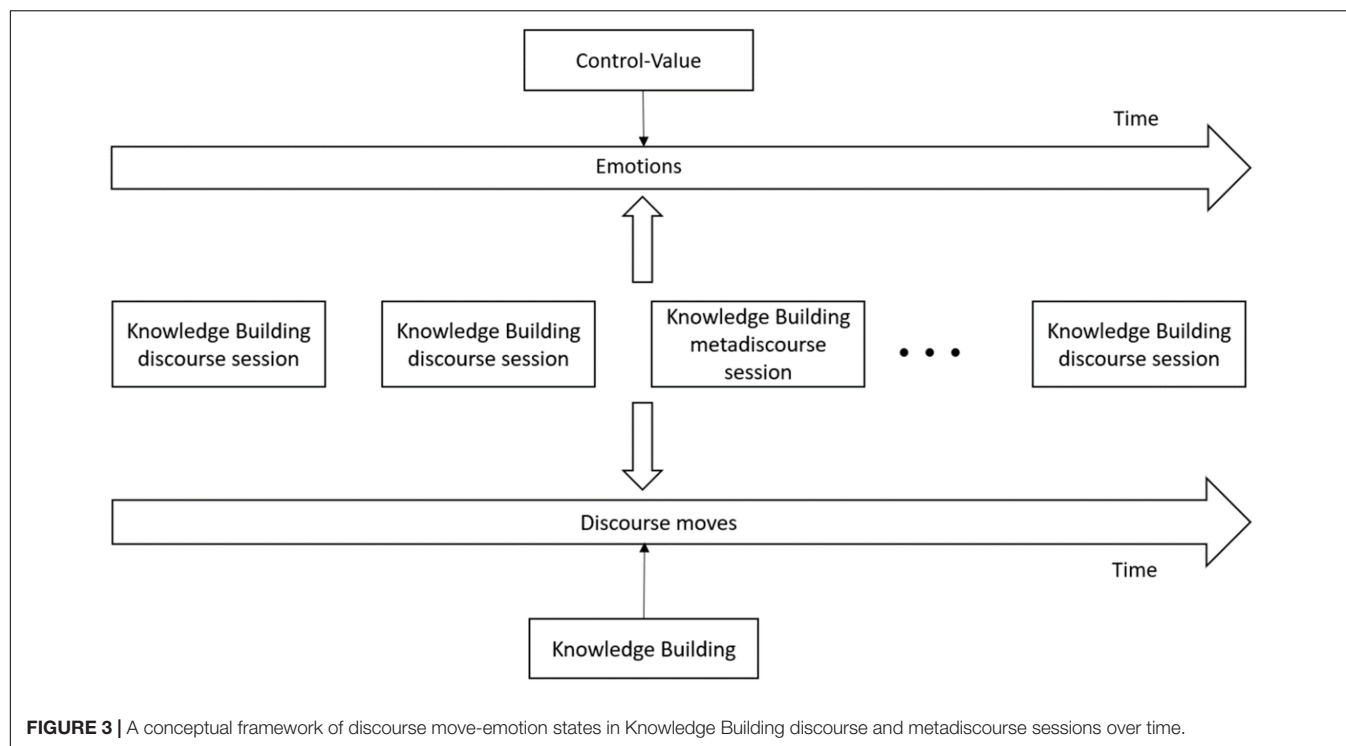 Control-Value
Time
Emotions
Knowledge Building
discourse session
Knowledge Building
discourse session
Knowledge Building
metadiscourse
session
Knowledge Building
discourse session
Discourse moves
Time
Knowledge Building
FIGURE 3 | A conceptual framework of discourse move-emotion states in Knowledge Building discourse and metadiscourse sessions over time.